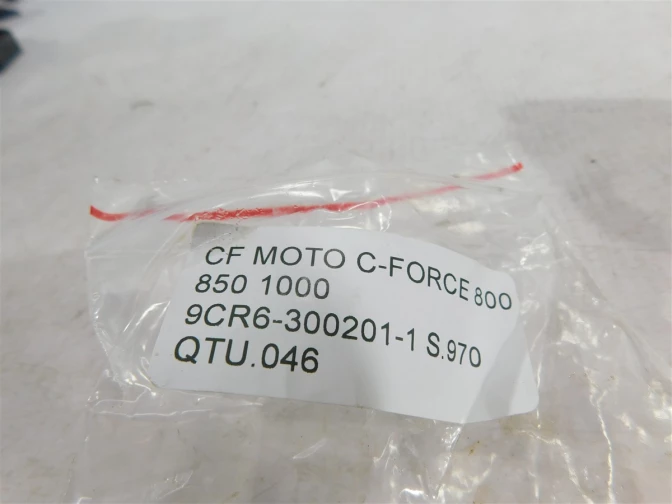 CF MOTO C-FORCE 800
850 1000
9CR6-300201-1 S.970
QTU.046